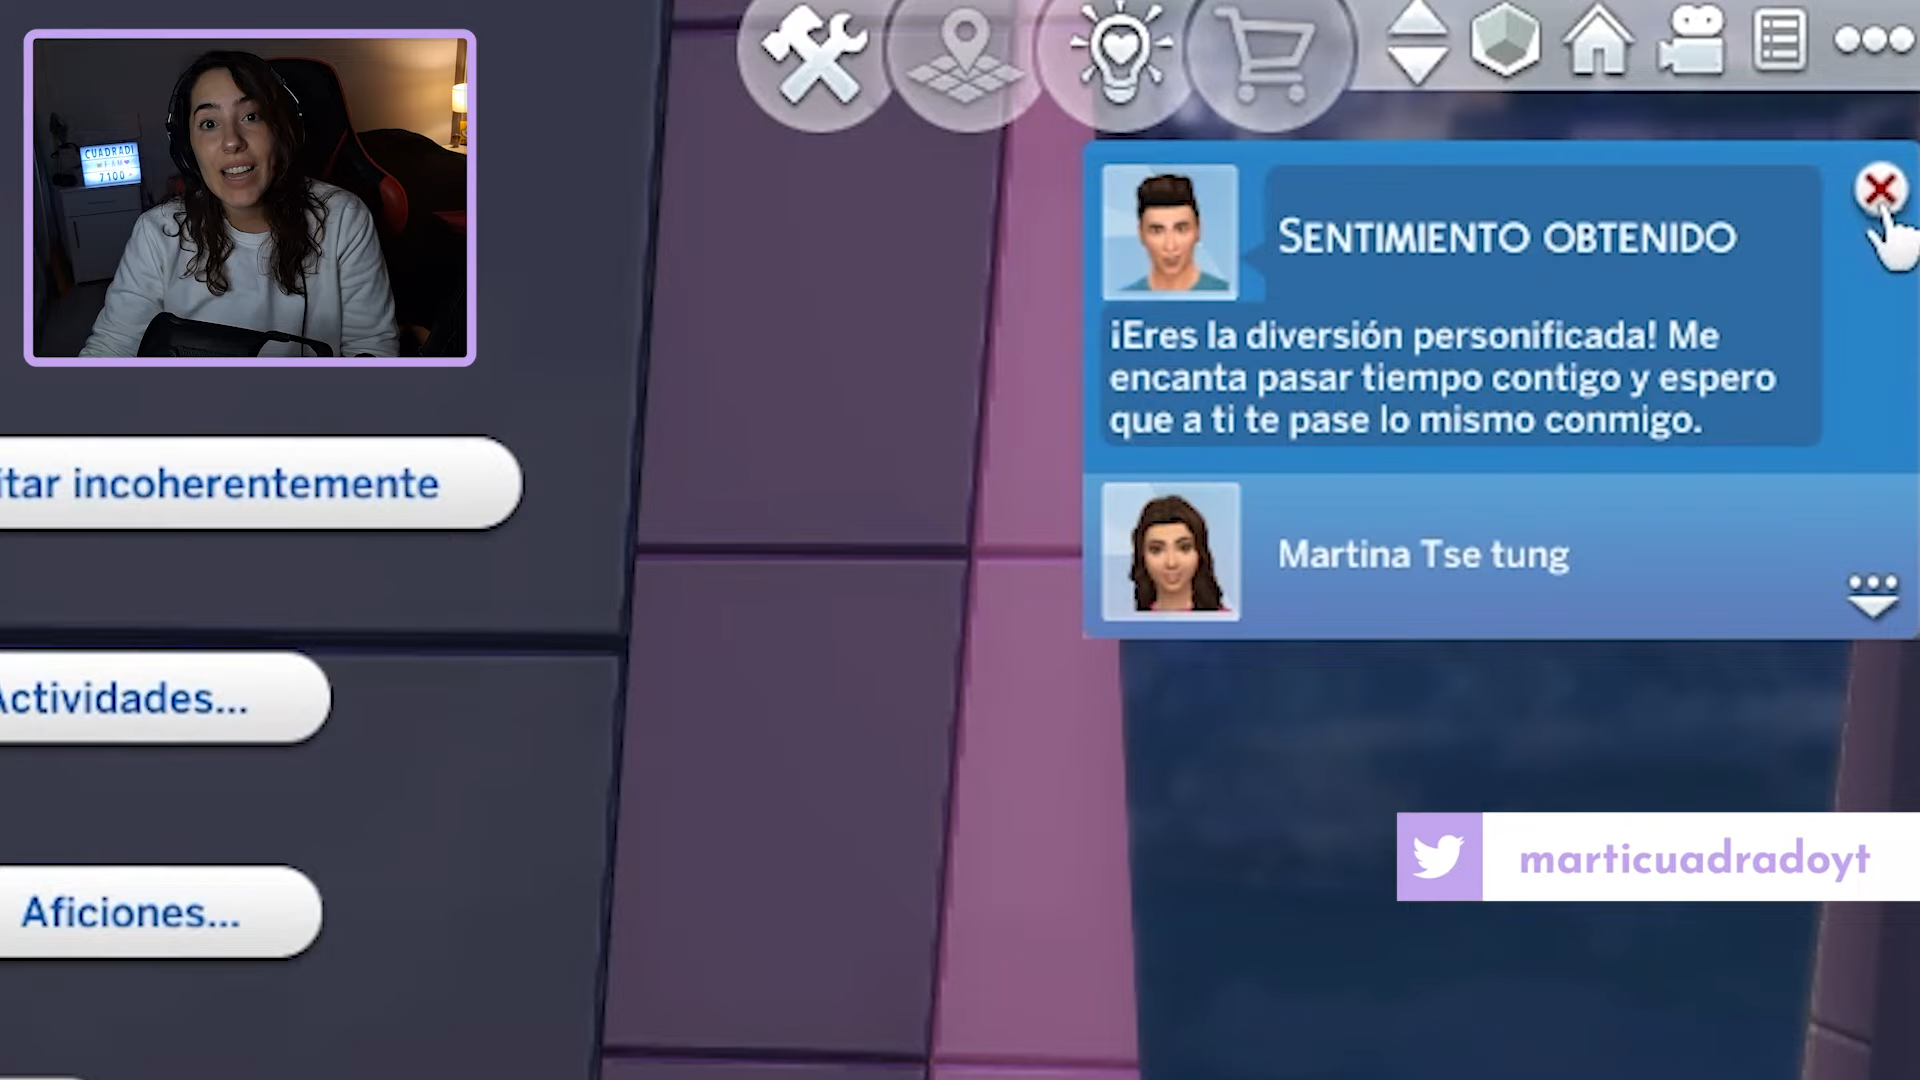 CUADRADI
FAM
7100
SENTIMIENTO OBTENIDO
¡Eres la diversión personificada! Me
encanta pasar tiempo contigo y espero
que a ti te pase lo mismo conmigo.
Martina Tse tung
itar incoherentemente
Actividades...
Aficiones...
marticuadradoyt